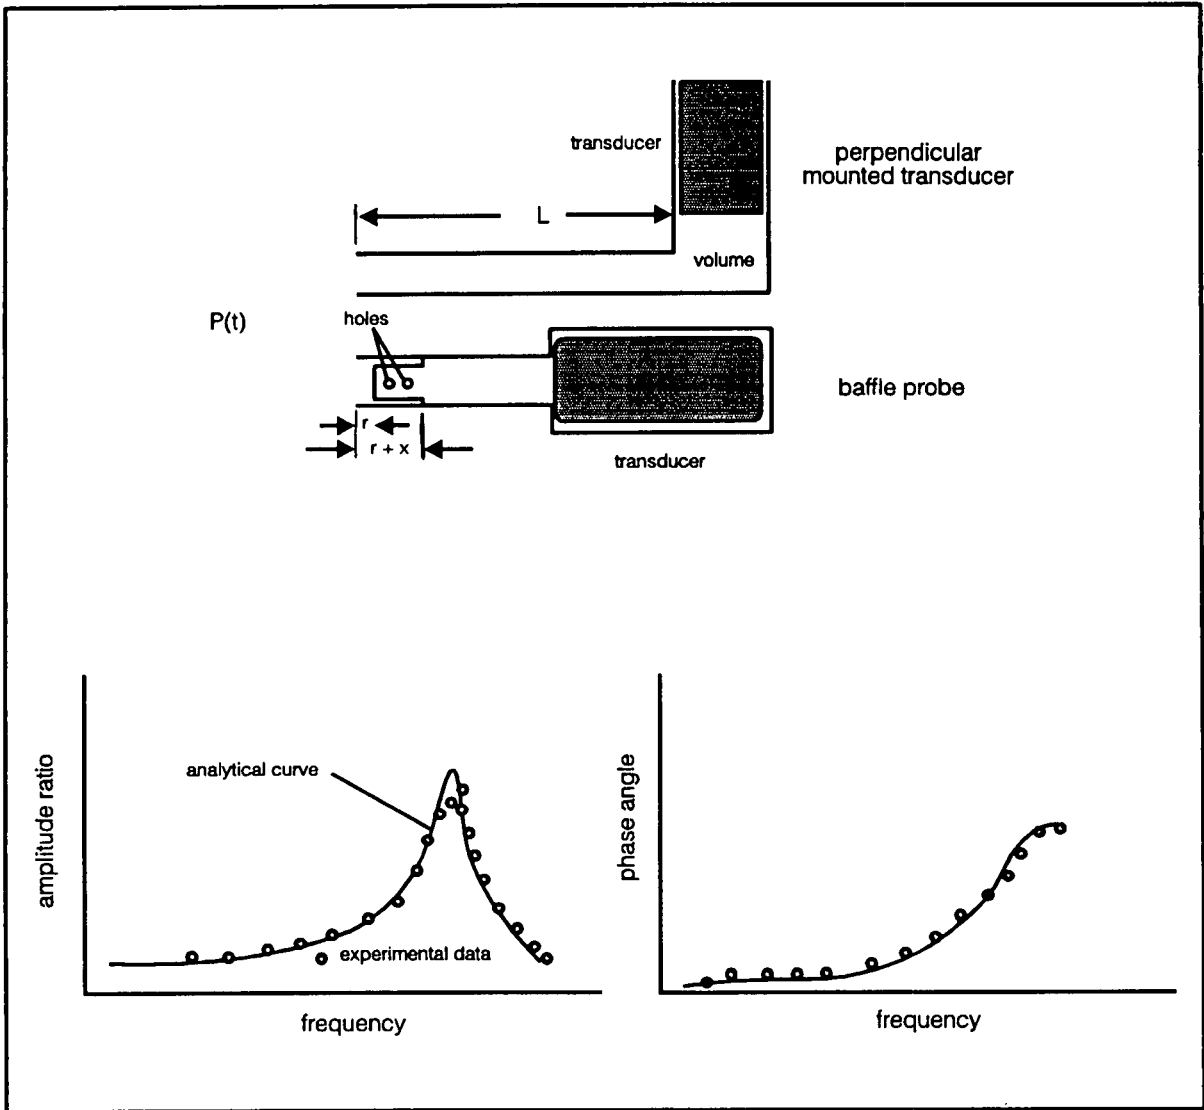 transducer
perpendicular
mounted transducer
L
volume
P(t)
holes
baffle probe
r
r + x
transducer
amplitude ratio
analytical curve
experimental data
frequency
phase angle
frequency